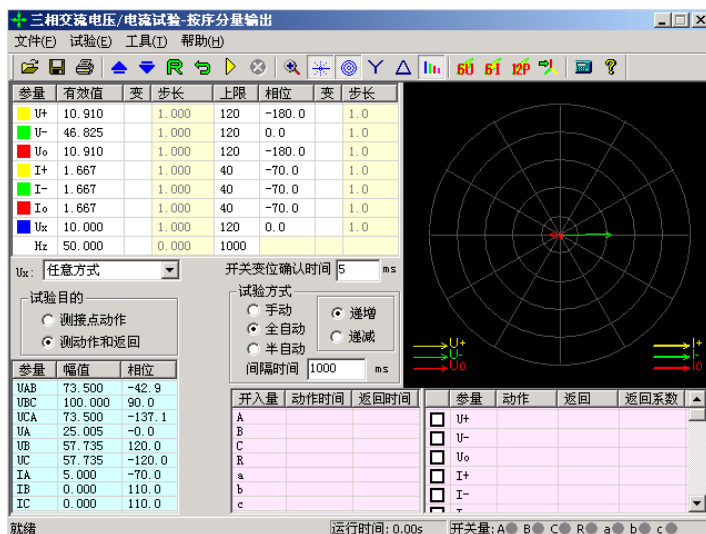 三相交流电压/电流试验-按序分量输出
文件(F) 试验(E) 工具(T) 帮助(H)
6U 6I 12P
参量 有效值 变 步长 上限 相位 变 步长
U+ 10.910 1.000 120 -180.0 1.0
U- 46.825 1.000 120 0.0 1.0
Uo 10.910 1.000 120 -180.0 1.0
I+ 1.667 1.000 40 -70.0 1.0
I- 1.667 1.000 40 -70.0 1.0
Io 1.667 1.000 40 -70.0 1.0
Ux 10.000 1.000 120 0.0 1.0
Hz 50.000 0.000 1000
Ux: 任意方式 开关变位确认时间 5 ms
试验目的
测接点动作
测动作和返回
试验方式
手动
全自动
半自动
递增
递减
间隔时间 1000 ms
U+
U-
Uo
I+
I-
Io
参量 幅值 相位
UAB 73.500 -42.9
UBC 100.000 90.0
UCA 73.500 -137.1
UA 25.005 -0.0
UB 57.735 120.0
UC 57.735 -120.0
IA 5.000 -70.0
IB 0.000 110.0
IC 0.000 110.0
开入量 动作时间 返回时间
A
B
C
R
a
b
c
参量 动作 返回 返回系数
U+
U-
Uo
I+
I-
就绪 运行时间: 0.00s 开关量: A B C R a b c